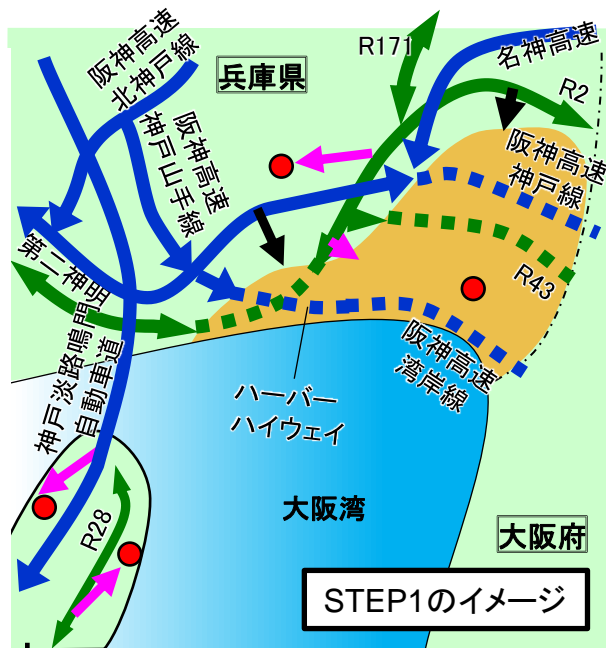 阪神高速
北神戸線
兵庫県
R171
名神高速
R2
阪神高速
神戸山手線
阪神高速
神戸線
第二神明
R43
神戸淡路鳴門
自動車道
阪神高速
湾岸線
ハーバー
ハイウェイ
R28
大阪湾
大阪府
STEP1のイメージ